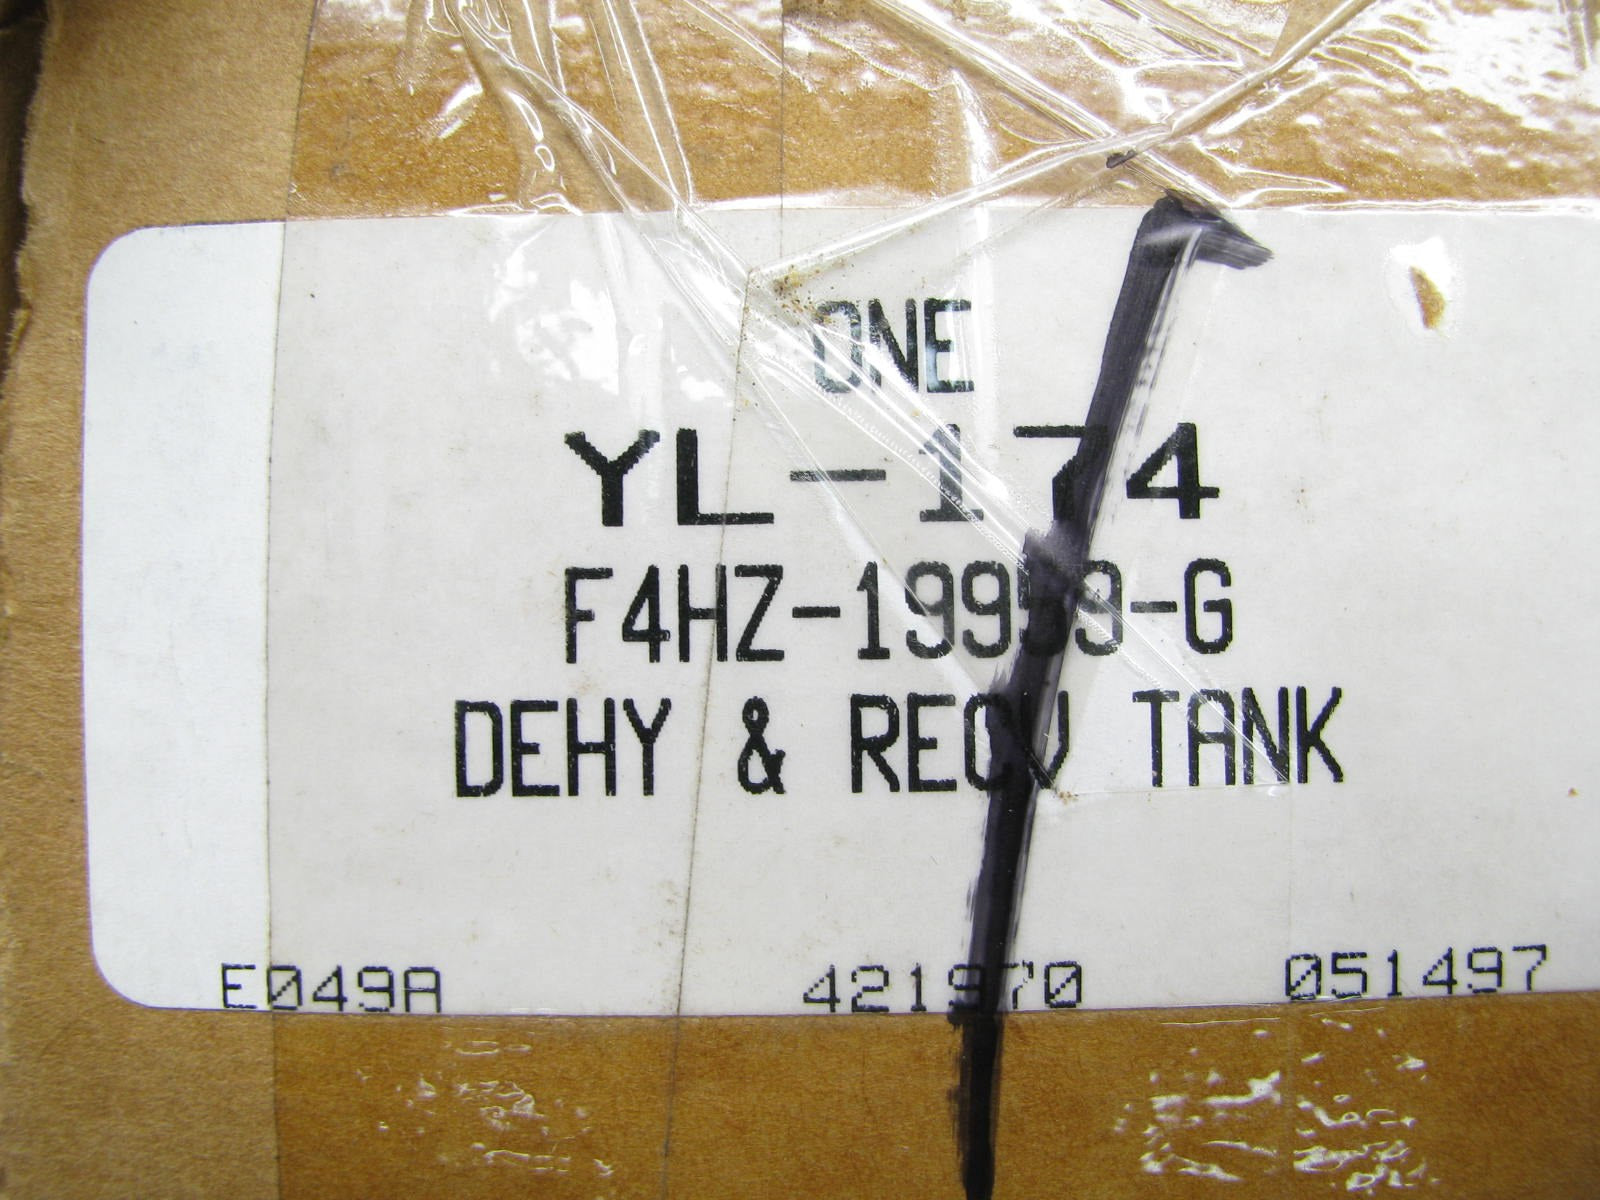 ONE
YL-174
F4HZ-19959-G
DEHY & RECV TANK
E049A 421970 051497